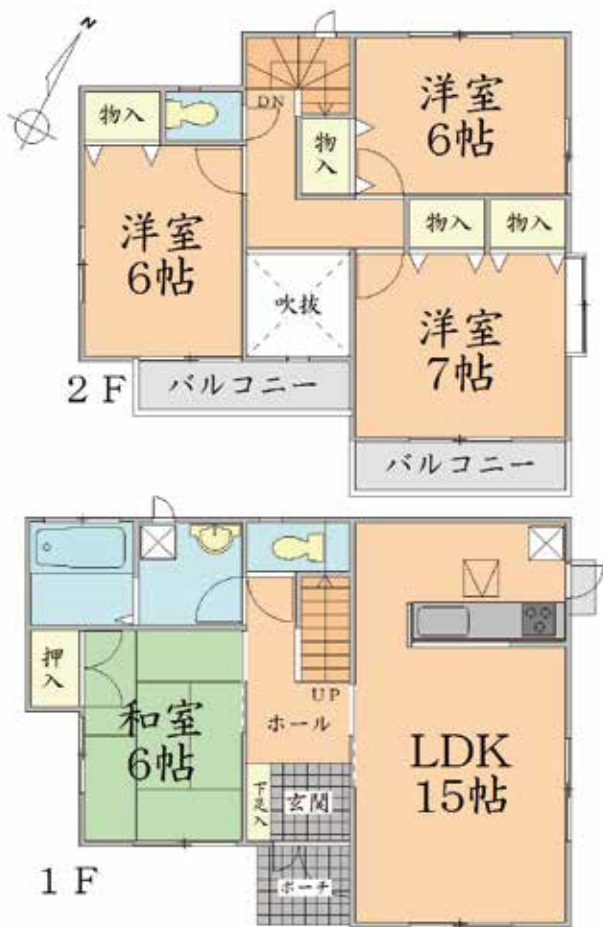 N
物入
DN
物入
洋室
6帖
洋室
6帖
物入
物入
吹抜
洋室
7帖
2F
バルコニー
バルコニー
押入
和室
6帖
UP
ホール
LDK
15帖
下足入
玄関
ポーチ
1F